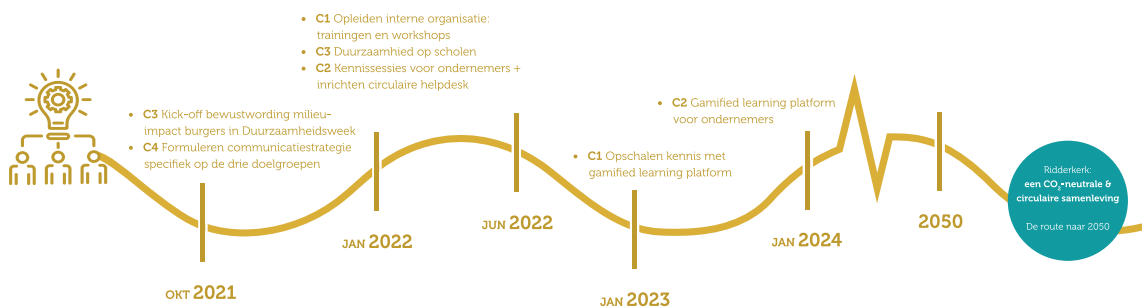 • C1 Opleiden interne organisatie:
trainingen en workshops
• C3 Duurzaamhied op scholen
• C2 Kennissessies voor ondernemers +
inrichten circulaire helpdesk
• C3 Kick-off bewustwording milieu-
impact burgers in Duurzaamheidsweek
• C4 Formuleren communicatiestrategie
specifiek op de drie doelgroepen
• C2 Gamified learning platform
voor ondernemers
• C1 Opschalen kennis met
gamified learning platform
OKT 2021
JAN 2022
JUN 2022
JAN 2023
JAN 2024
2050
Ridderkerk:
een CO₂-neutrale &
circulaire samenleving
De route naar 2050